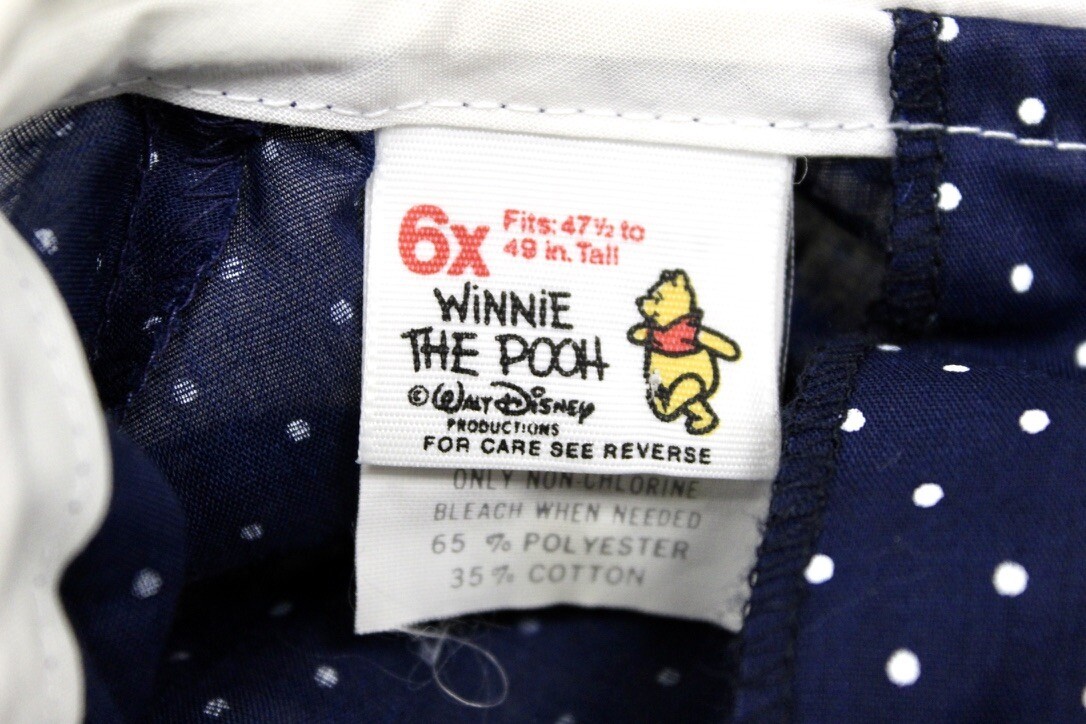 6x Fits: 47½ to
49 in. Tall
WiNNiE
THE POOH
© WALT DiSNEY
PRODUCTIONS
FOR CARE SEE REVERSE
ONLY NON-CHLORINE
BLEACH WHEN NEEDED
65 % POLYESTER
35 % COTTON